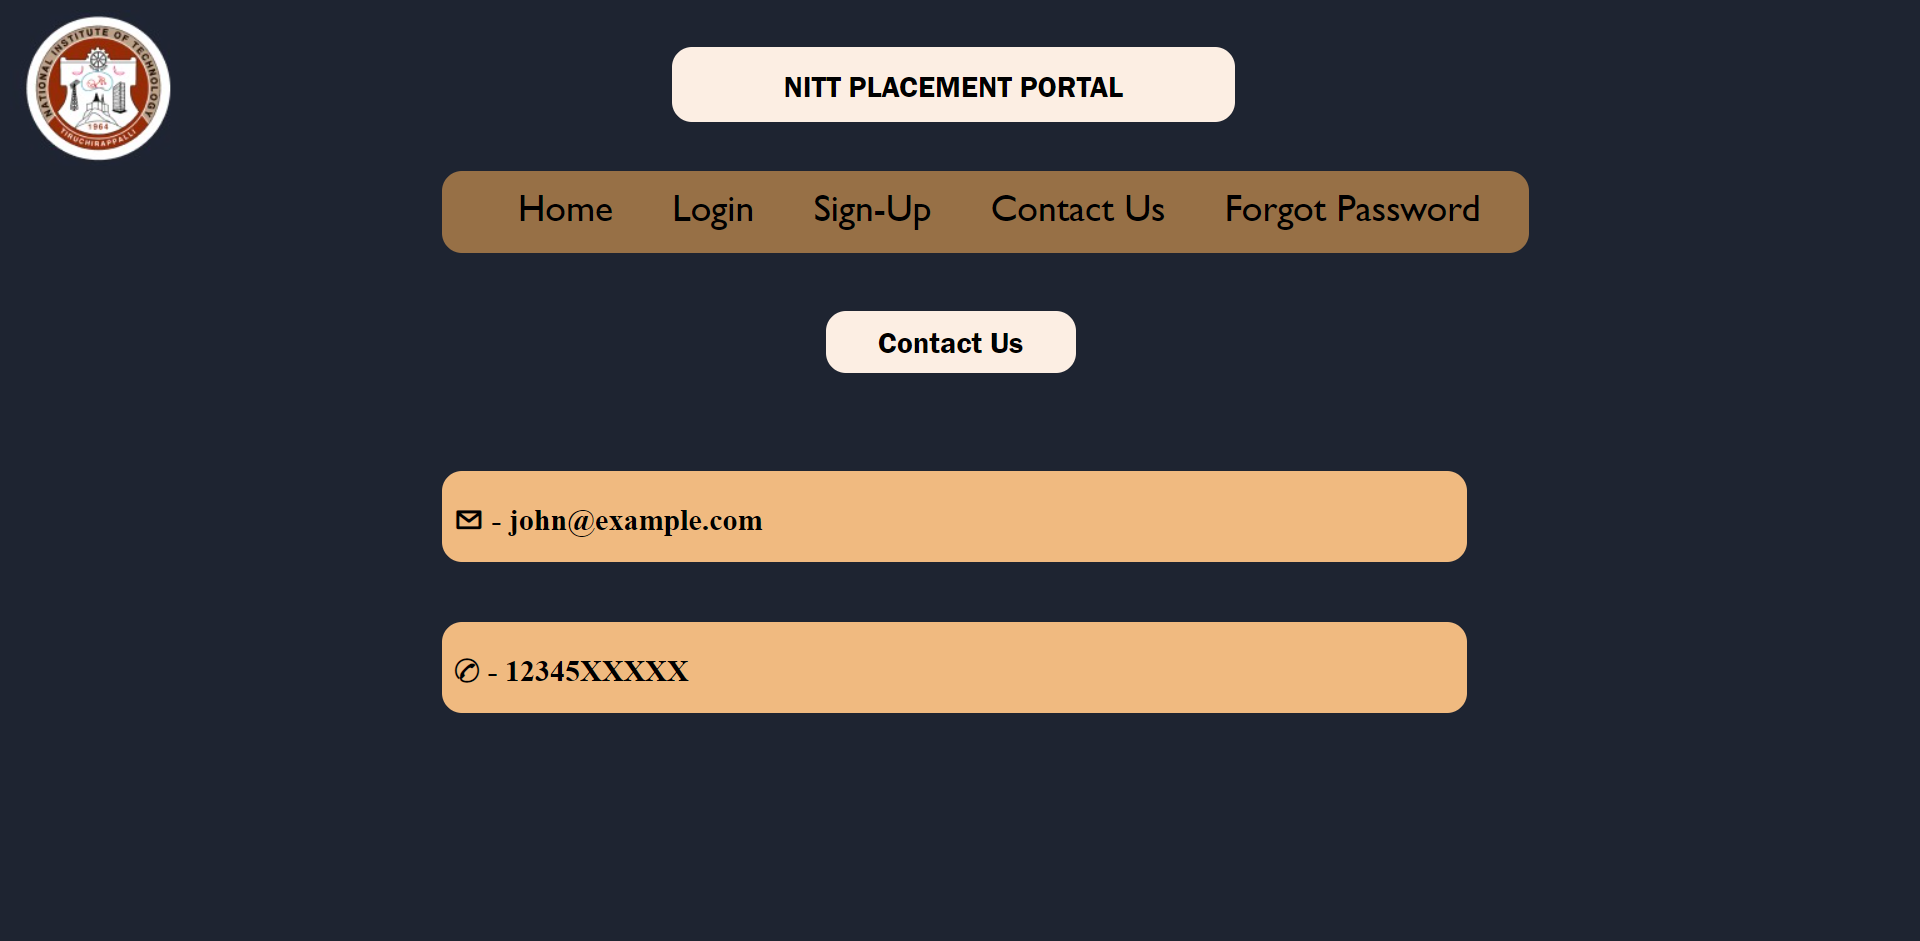 NATIONAL INSTITUTE OF TECHNOLOGY
1964
TIRUCHIRAPPALLI
NITT PLACEMENT PORTAL
Home Login Sign-Up Contact Us Forgot Password
Contact Us
✉ - john@example.com
✆ - 12345XXXXX